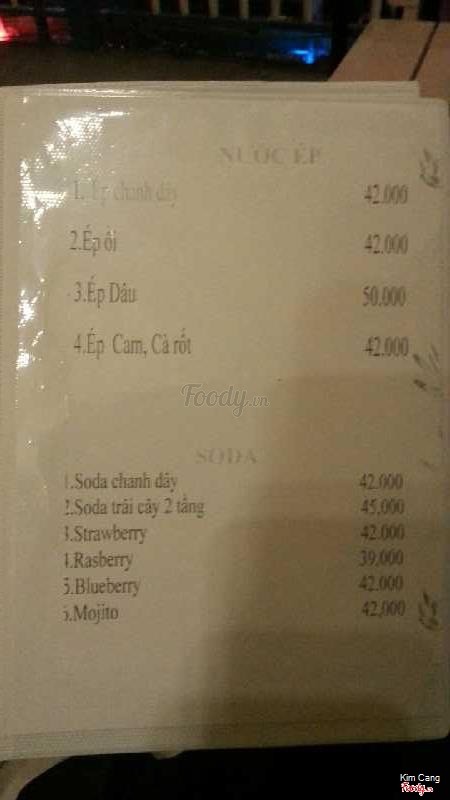 NƯỚC ÉP
1. Ép chanh dây 42.000
2.Ép ổi 42.000
3.Ép Dâu 50.000
4.Ép Cam, Cà rốt 42.000
Foody.vn
SODA
1.Soda chanh dây 42.000
2.Soda trái cây 2 tầng 45,000
3.Strawberry 42.000
4.Rasberry 39,000
5.Blueberry 42.000
6.Mojito 42,000
Kim Cang
Foody.vn